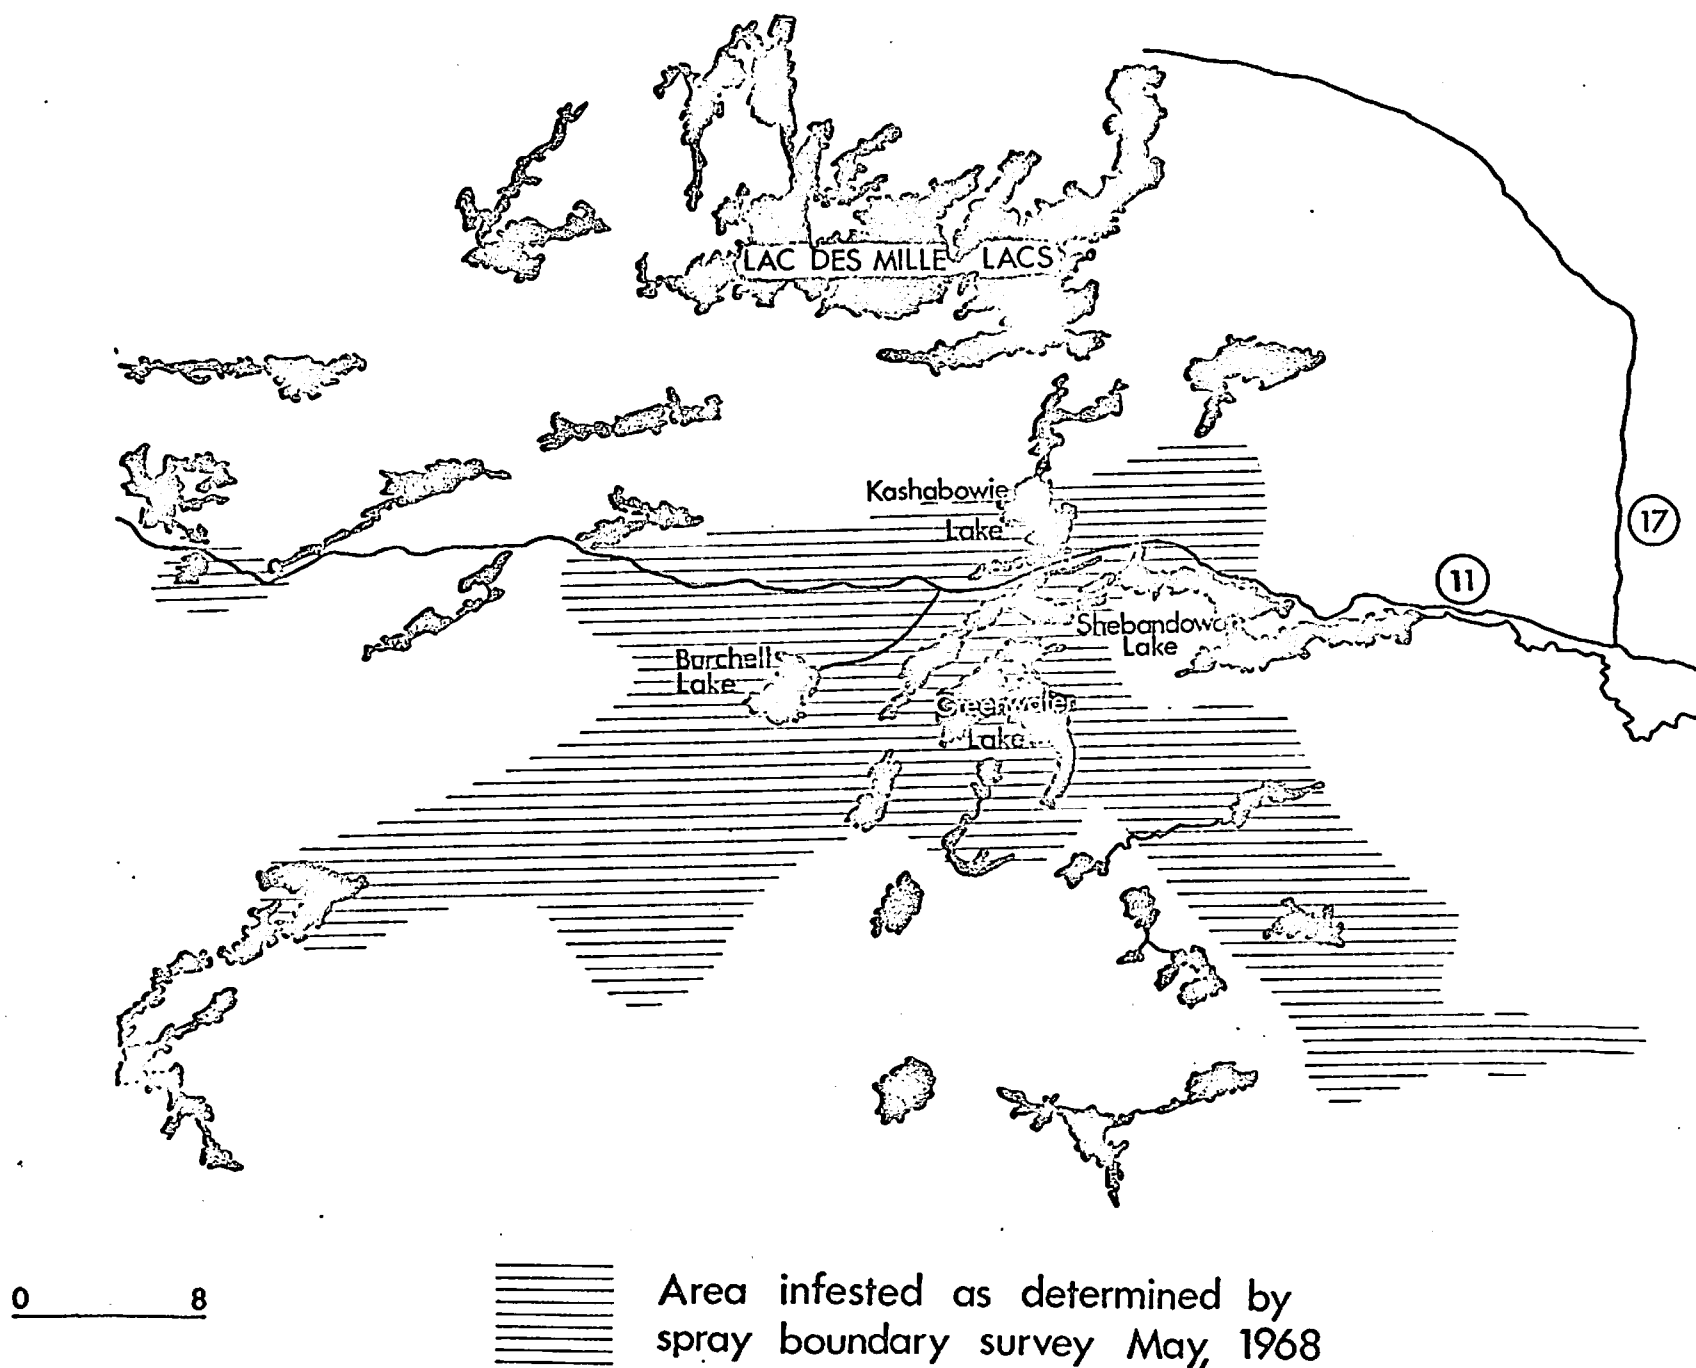 LAC DES MILLE LACS
Kashabowie
Lake
17
11
Shebandowan
Lake
Burchells
Lake
Greenwater
Lake
0 8
Area infested as determined by
spray boundary survey May, 1968